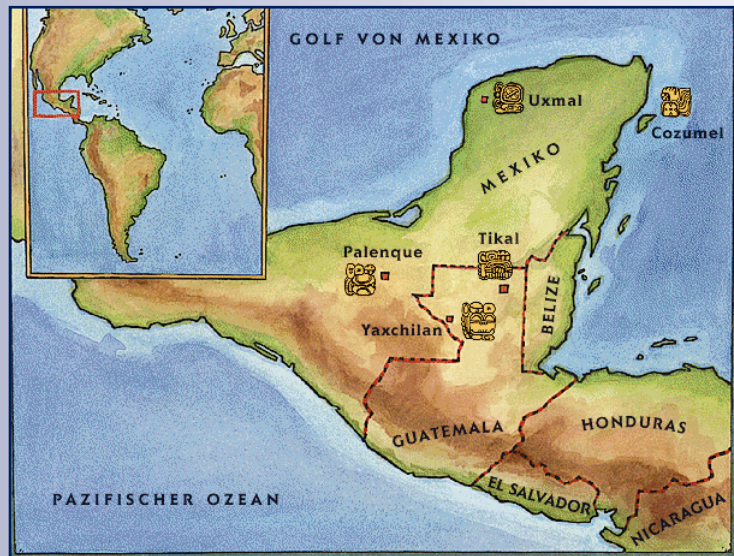 GOLF VON MEXIKO
Uxmal
Cozumel
MEXIKO
Palenque
Tikal
BELIZE
Yaxchilan
GUATEMALA
HONDURAS
EL SALVADOR
NICARAGUA
PAZIFISCHER OZEAN